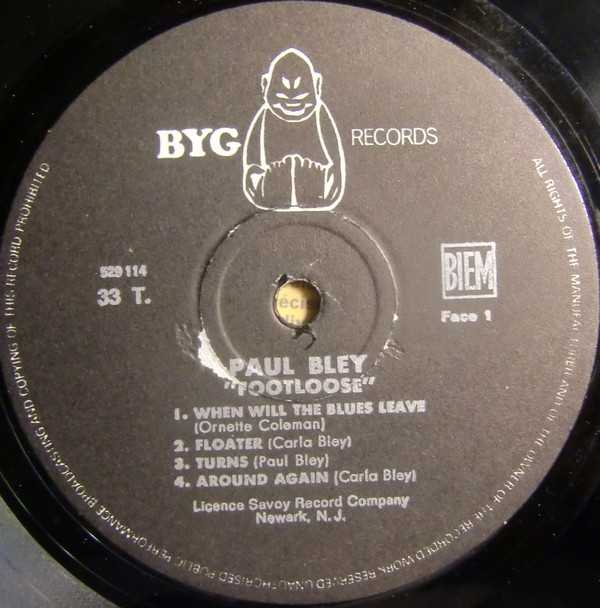 BYG RECORDS
529 114
33 T.
BIEM
Face 1
PAUL BLEY
"FOOTLOOSE"
1. WHEN WILL THE BLUES LEAVE
(Ornette Coleman)
2. FLOATER (Carla Bley)
3. TURNS (Paul Bley)
4. AROUND AGAIN (Carla Bley)
Licence Savoy Record Company
Newark, N.J.
ALL RIGHTS OF THE MANUFACTURER AND OF THE OWNER OF THE RECORDED WORK RESERVED UNAUTHORISED PUBLIC PERFORMANCE BROADCASTING AND COPYING OF THIS RECORD PROHIBITED